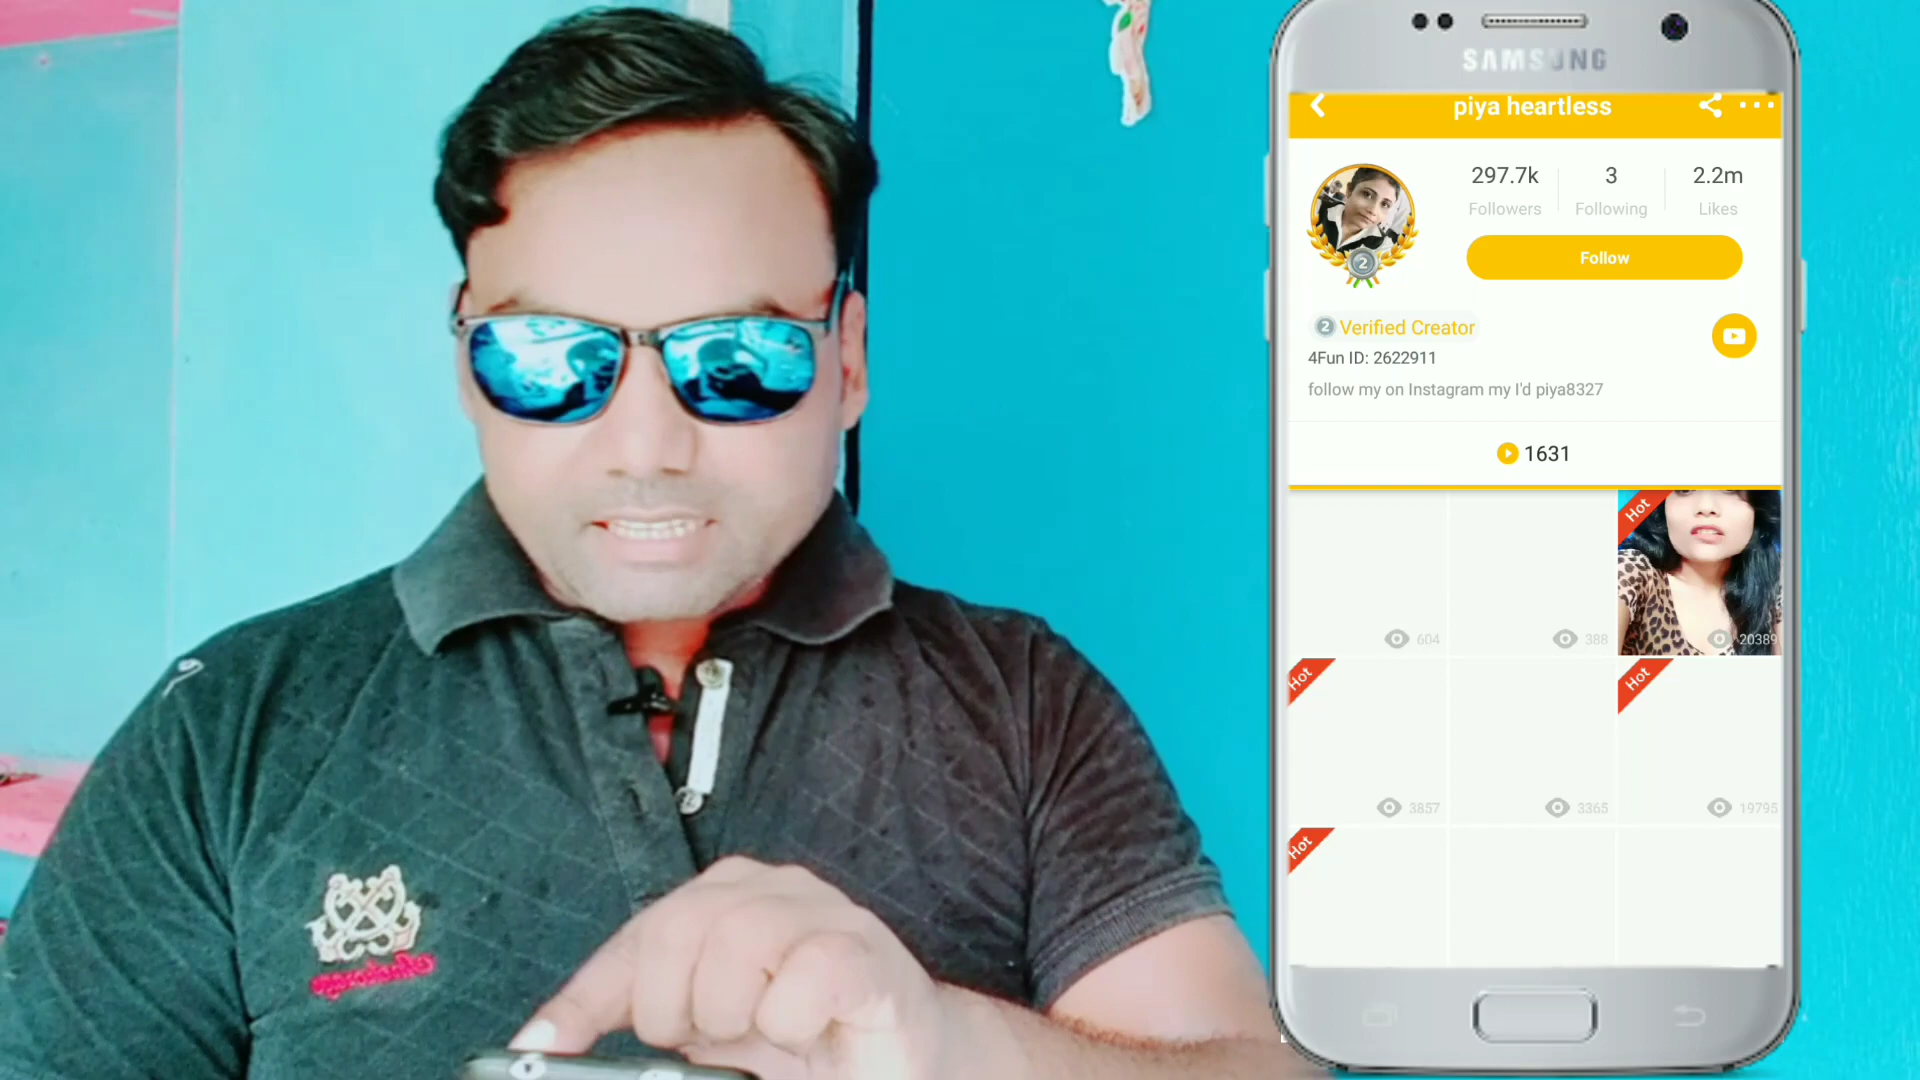 SAMSUNG
piya heartless
297.7k
3
2.2m
Followers
Following
Likes
Follow
2
2 Verified Creator
4Fun ID: 2622911
follow my on Instagram my I'd piya8327
1631
Hot
604
388
20389
Hot
Hot
3857
3365
19795
Hot